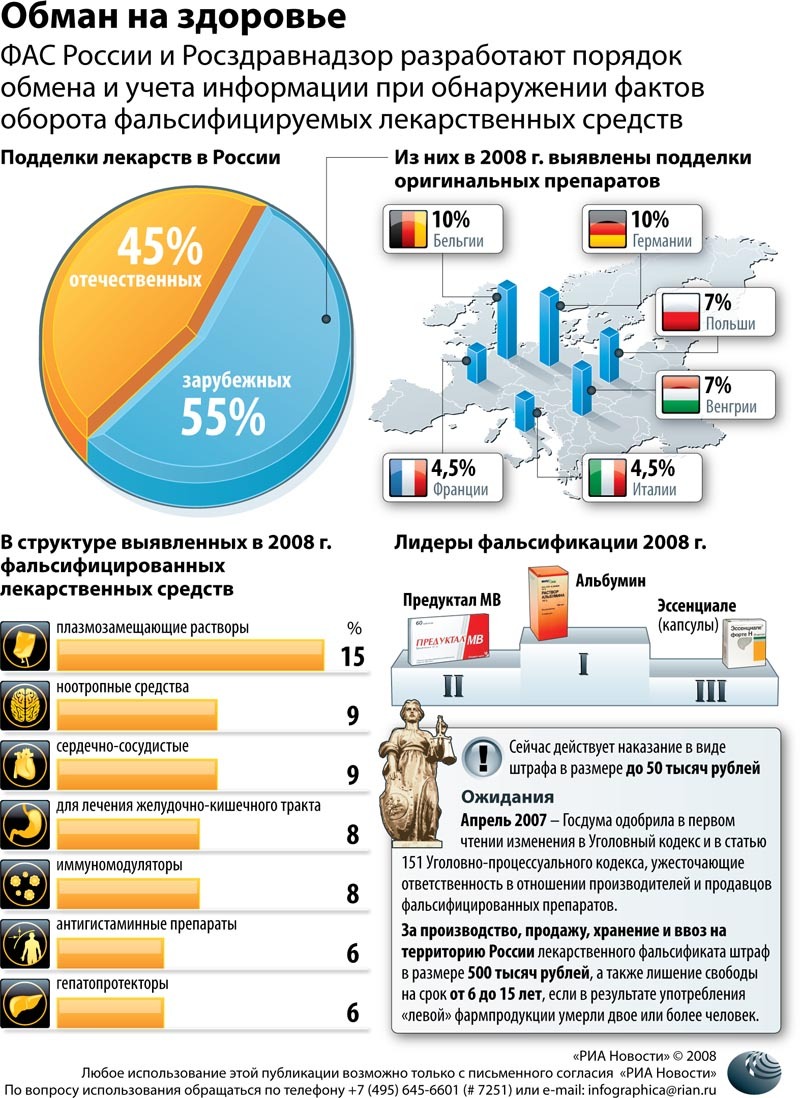 Обман на здоровье
ФАС России и Росздравнадзор разработают порядок
обмена и учета информации при обнаружении фактов
оборота фальсифицируемых лекарственных средств
Подделки лекарств в России
45%
отечественных
зарубежных
55%
Из них в 2008 г. выявлены подделки
оригинальных препаратов
10%
Бельгии
10%
Германии
7%
Польши
7%
Венгрии
4,5%
Франции
4,5%
Италии
В структуре выявленных в 2008 г.
фальсифицированных
лекарственных средств
%
плазмозамещающие растворы
15
ноотропные средства
9
сердечно-сосудистые
9
для лечения желудочно-кишечного тракта
8
иммуномодуляторы
8
антигистаминные препараты
6
гепатопротекторы
6
Лидеры фальсификации 2008 г.
Предуктал МВ
Альбумин
Эссенциале
(капсулы)
ПРЕДУКТАЛ МВ
РАСТВОР
АЛЬБУМИНА
Эссенциале
форте Н
II
I
III
!
Сейчас действует наказание в виде
штрафа в размере до 50 тысяч рублей
Ожидания
Апрель 2007 – Госдума одобрила в первом
чтении изменения в Уголовный кодекс и в статью
151 Уголовно-процессуального кодекса, ужесточающие
ответственность в отношении производителей и продавцов
фальсифицированных препаратов.
За производство, продажу, хранение и ввоз на
территорию России лекарственного фальсификата штраф
в размере 500 тысяч рублей, а также лишение свободы
на срок от 6 до 15 лет, если в результате употребления
«левой» фармпродукции умерли двое или более человек.
«РИА Новости» © 2008
Любое использование этой публикации возможно только с письменного согласия «РИА Новости»
По вопросу использования обращаться по телефону +7 (495) 645-6601 (# 7251) или e-mail: infographica@rian.ru